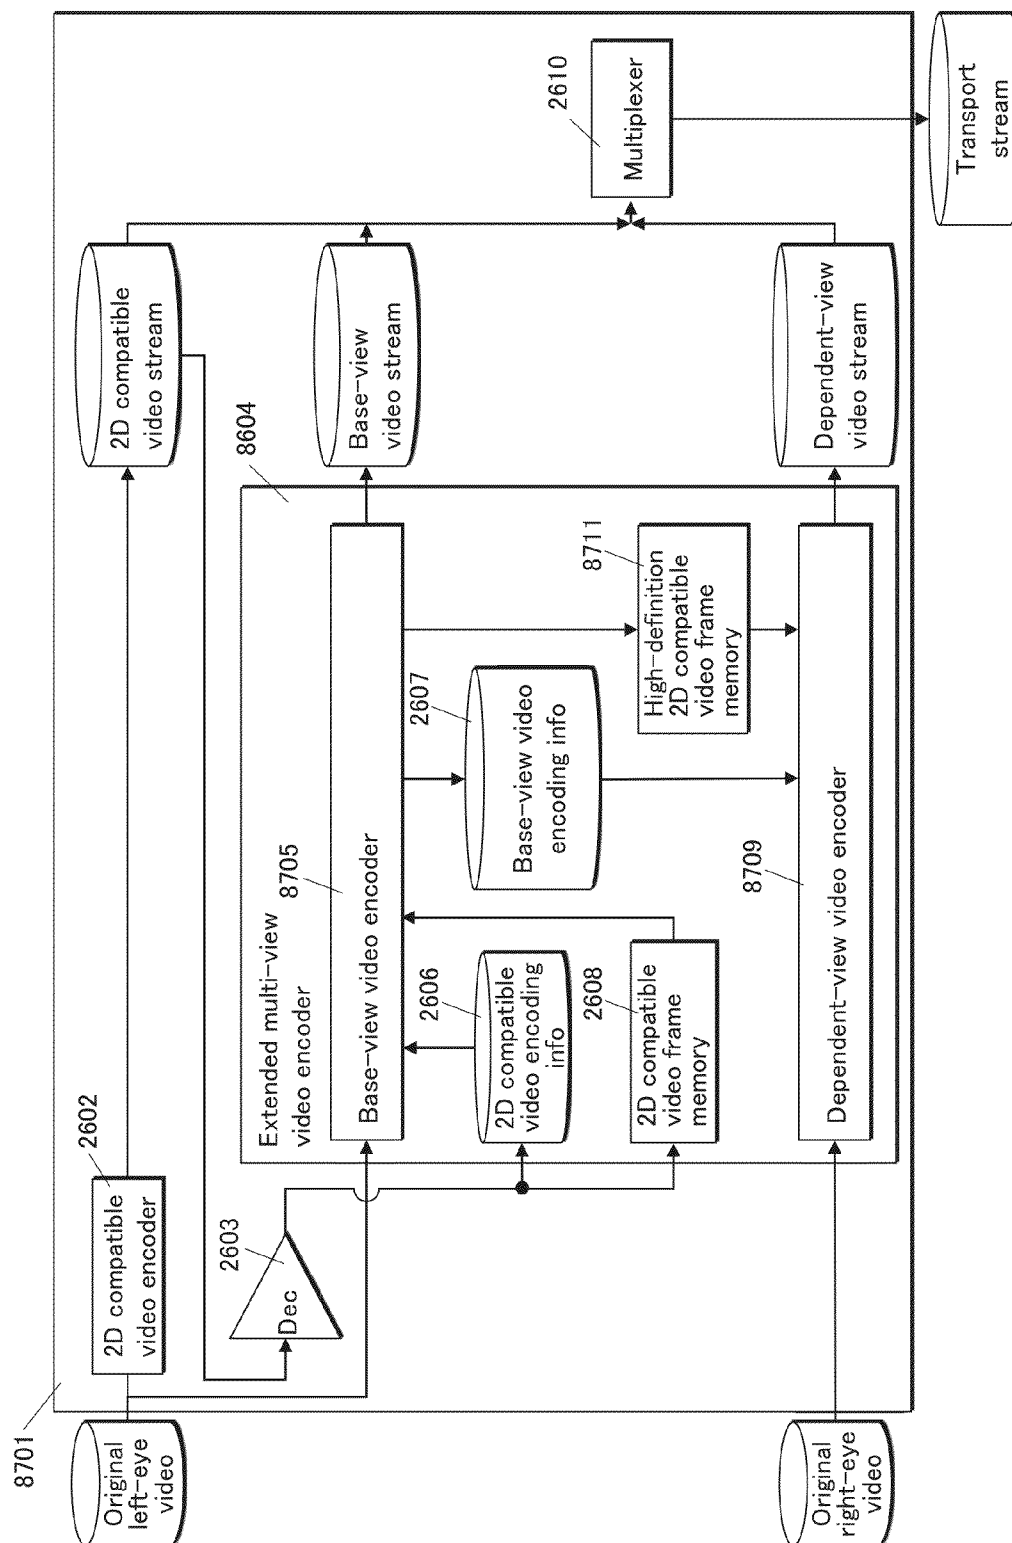 8701
Original
left-eye
video
2602
2D compatible
video encoder
2D compatible
video stream
2603
Dec
8604
Extended multi-view
video encoder
8705
Base-view video encoder
Base-view
video stream
2606
2D compatible
video encoding
info
2607
Base-view video
encoding info
2608
2D compatible
video frame
memory
8711
High-definition
2D compatible
video frame
memory
8709
Dependent-view video encoder
Dependent-view
video stream
Original
right-eye
video
2610
Multiplexer
Transport
stream